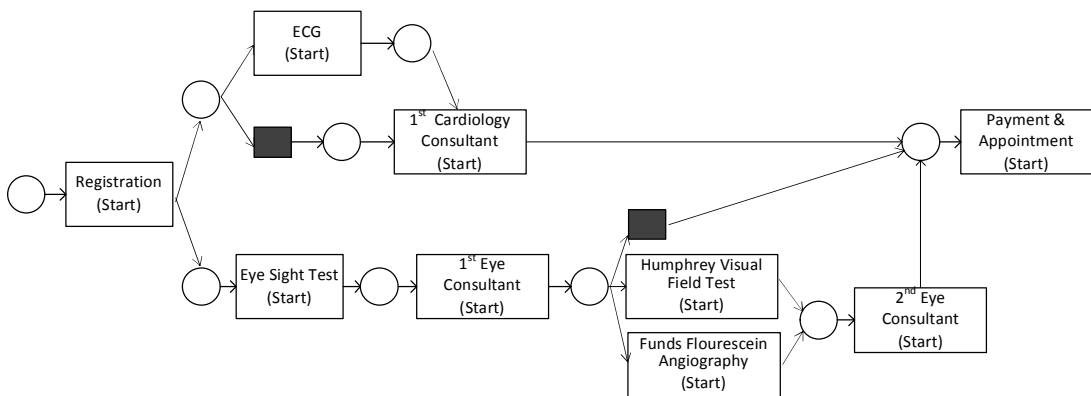 ECG
(Start)
1st Cardiology
Consultant
(Start)
Payment &
Appointment
(Start)
Registration
(Start)
Eye Sight Test
(Start)
1st Eye
Consultant
(Start)
Humphrey Visual
Field Test
(Start)
2nd Eye
Consultant
(Start)
Funds Flourescein
Angiography
(Start)